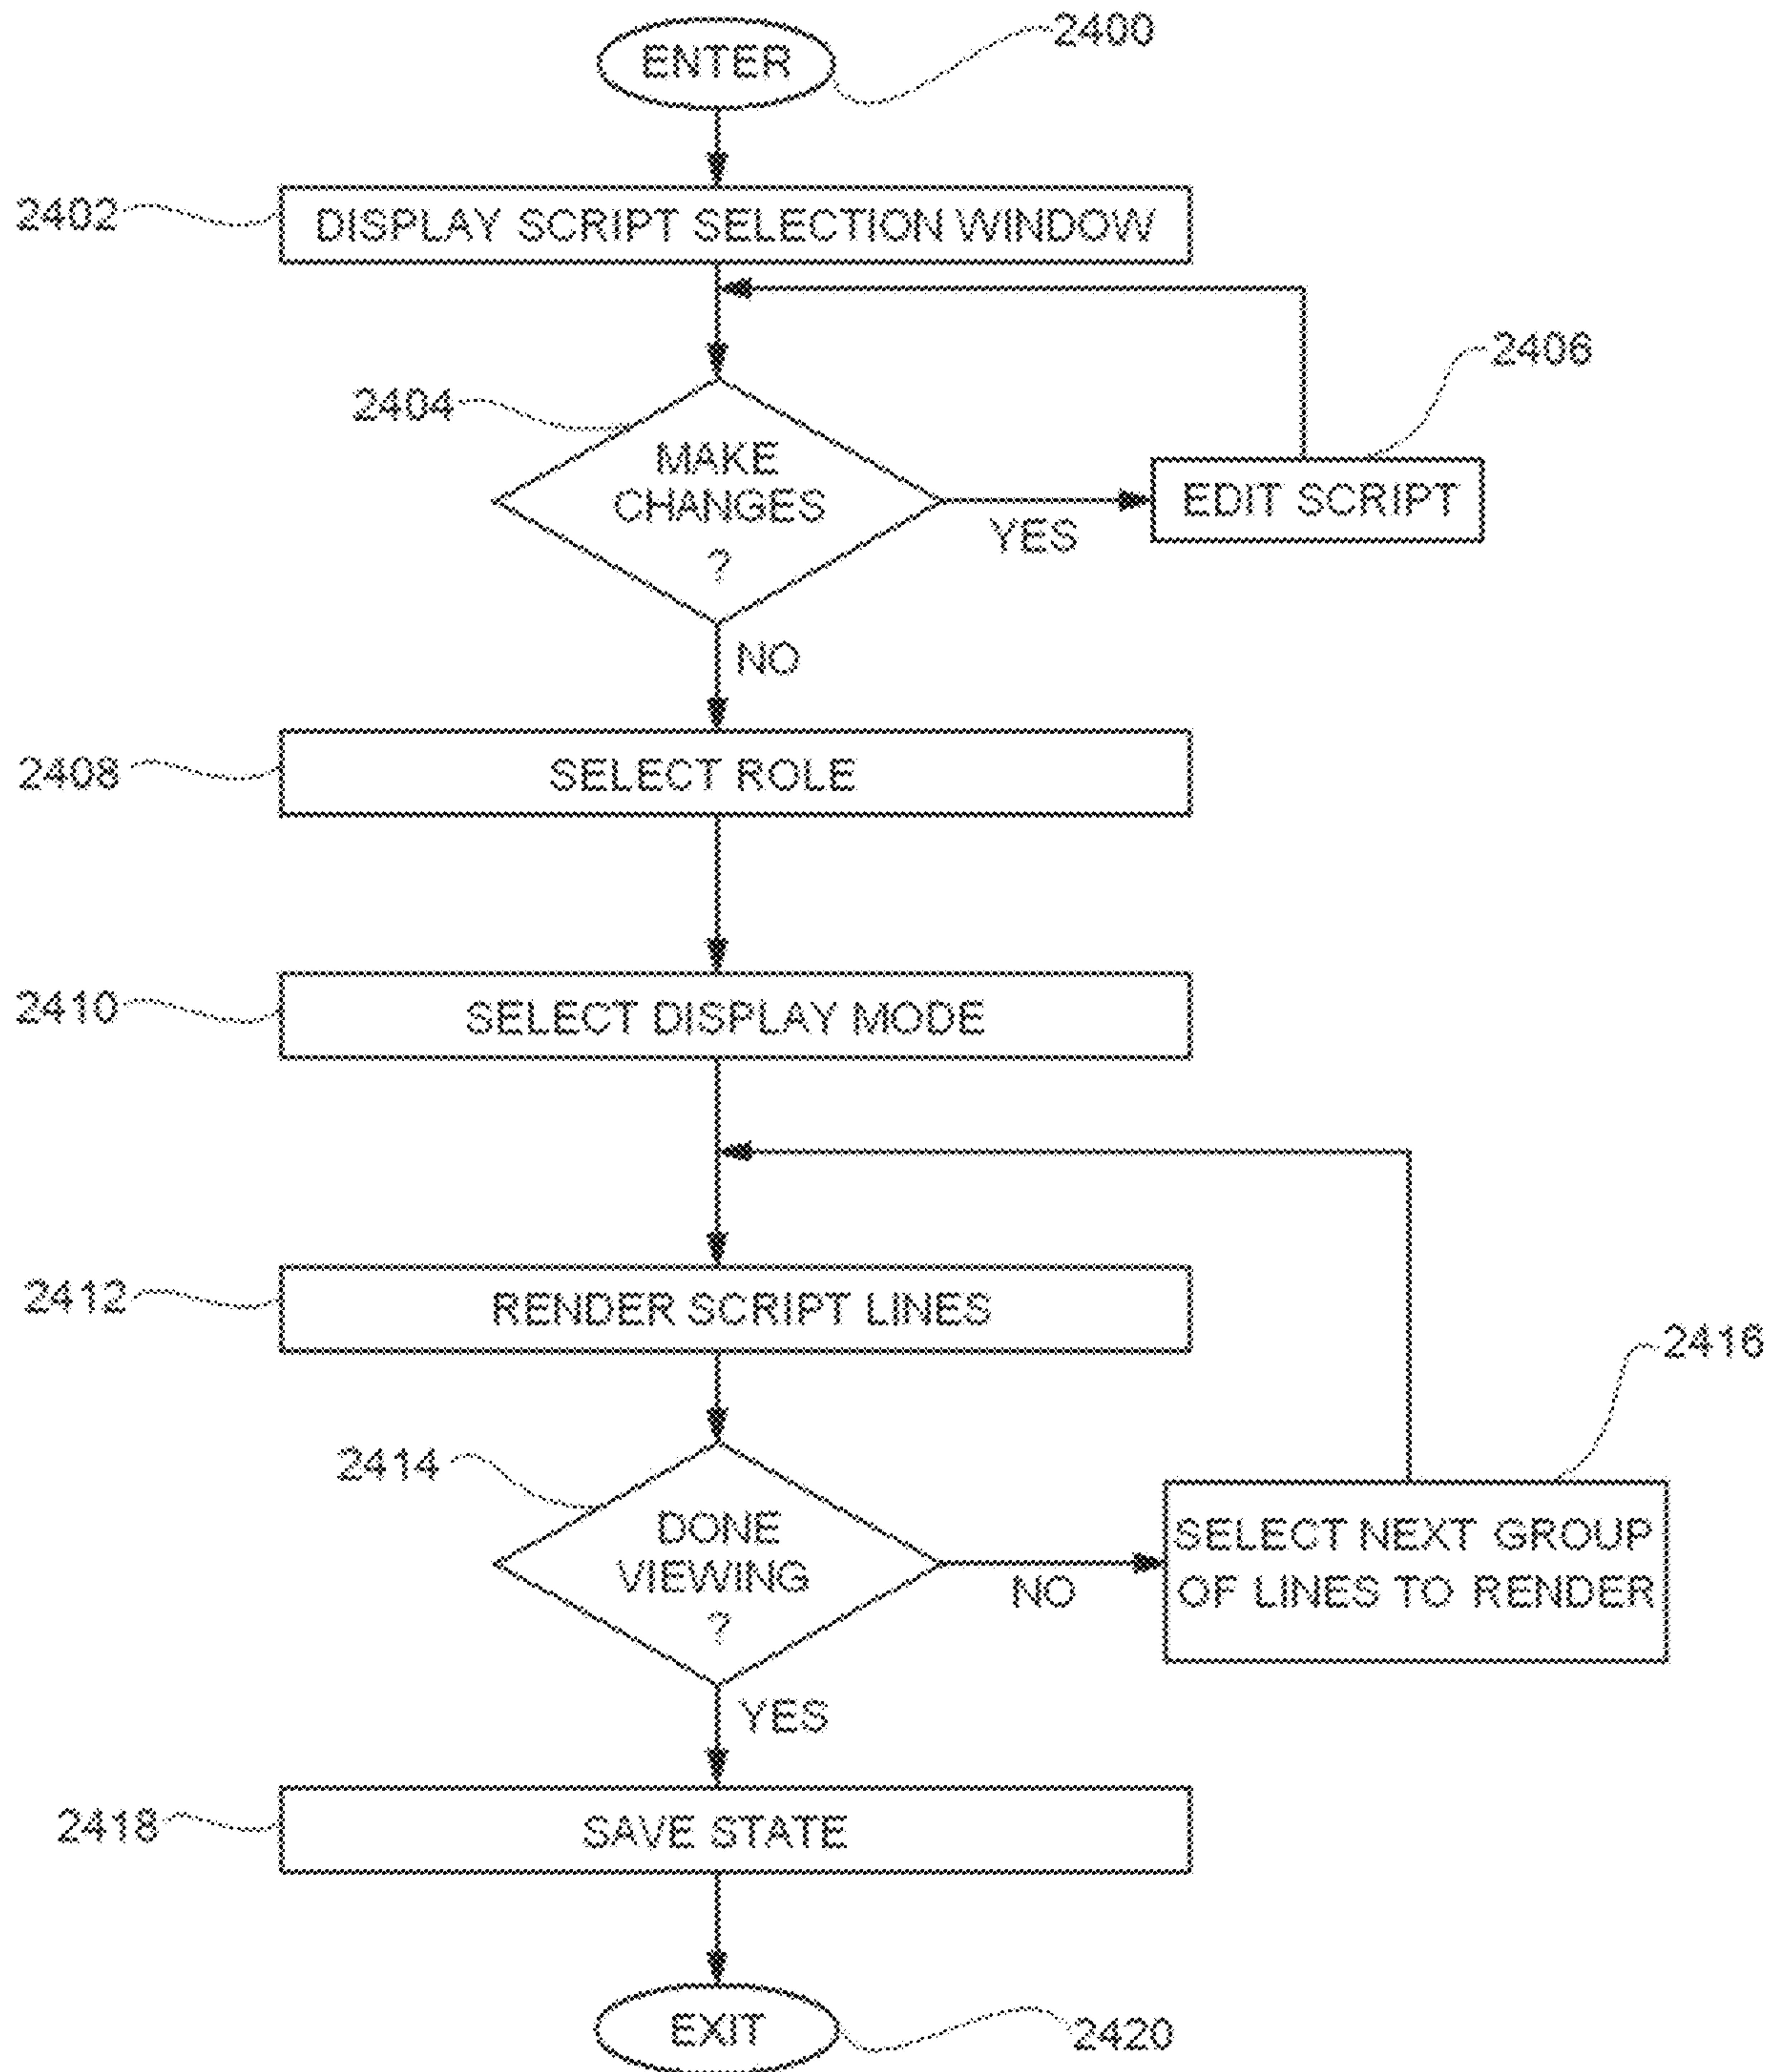 ENTER
2400
2402
DISPLAY SCRIPT SELECTION WINDOW
2404
MAKE
CHANGES
?
YES
2406
EDIT SCRIPT
NO
2408
SELECT ROLE
2410
SELECT DISPLAY MODE
2412
RENDER SCRIPT LINES
2414
DONE
VIEWING
?
NO
2416
SELECT NEXT GROUP
OF LINES TO RENDER
YES
2418
SAVE STATE
EXIT
2420